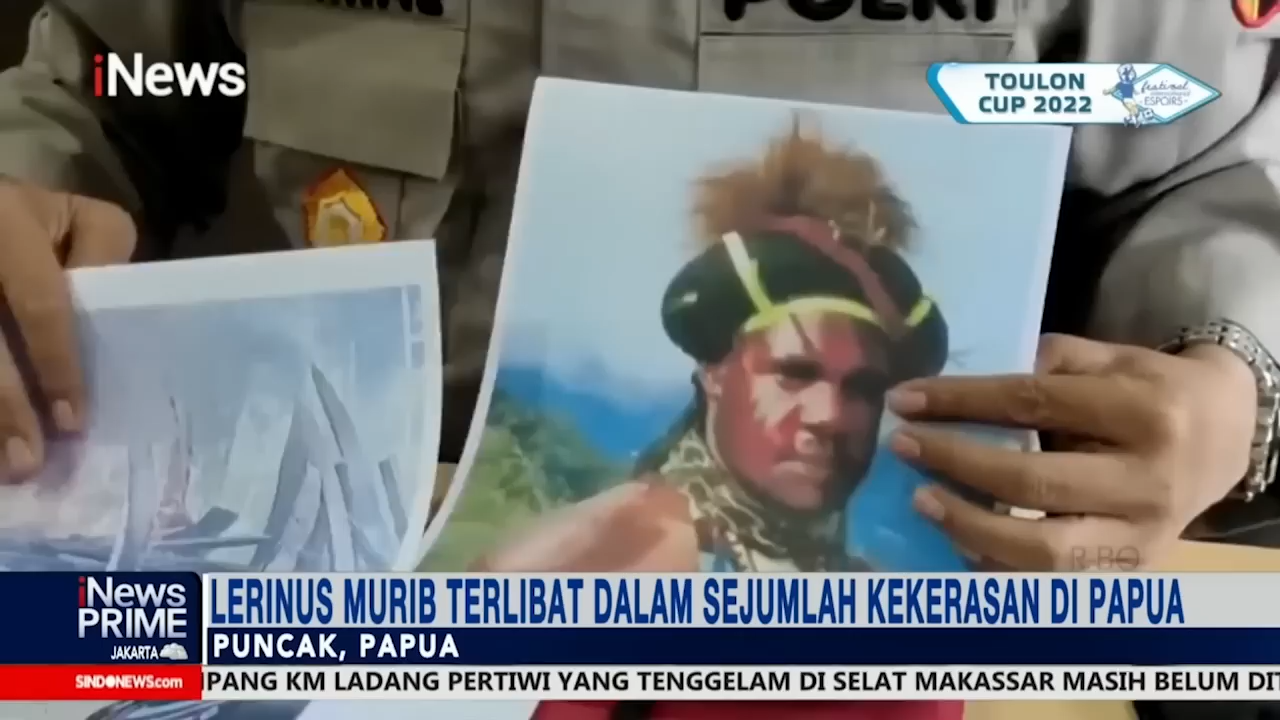 POLRI
iNews
TOULON
CUP 2022
festival
ESPOIRS
R-BO
iNews
PRIME
JAKARTA
LERINUS MURIB TERLIBAT DALAM SEJUMLAH KEKERASAN DI PAPUA
PUNCAK, PAPUA
SINDONEWS.com
PANG KM LADANG PERTIWI YANG TENGGELAM DI SELAT MAKASSAR MASIH BELUM DIT